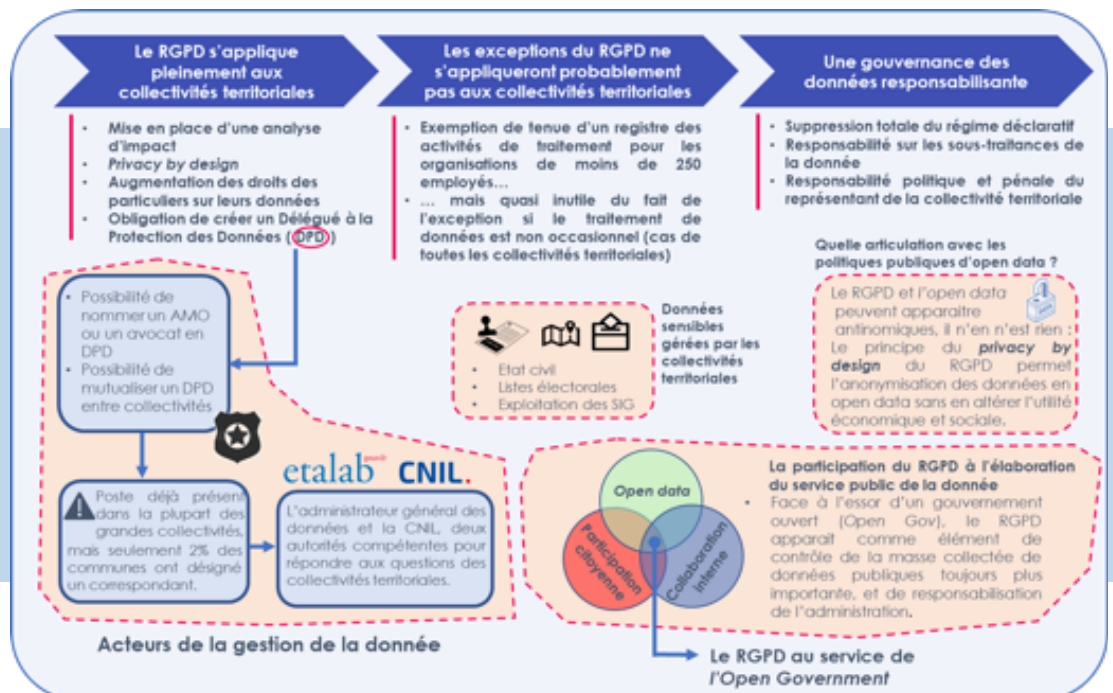 Le RGPD s'applique
pleinement aux
collectivités territoriales
Les exceptions du RGPD ne
s'appliqueront probablement
pas aux collectivités territoriales
Une gouvernance des
données responsabilisante
• Mise en place d'une analyse
d'impact
• Privacy by design
• Augmentation des droits des
particuliers sur leurs données
• Obligation de créer un Délégué à la
Protection des Données (DPD)
• Exemption de tenue d'un registre des
activités de traitement pour les
organisations de moins de 250
employés…
• … mais quasi inutile du fait de
l'exception si le traitement de
données est non occasionnel (cas de
toutes les collectivités territoriales)
• Suppression totale du régime déclaratif
• Responsabilité sur les sous-traitances de
la donnée
• Responsabilité politique et pénale du
représentant de la collectivité territoriale
Quelle articulation avec les
politiques publiques d'open data ?
Le RGPD et l'open data
peuvent apparaitre
antinomiques, il n'en n'est rien :
Le principe du privacy by
design du RGPD permet
l'anonymisation des données en
open data sans en altérer l'utilité
économique et sociale.
• Possibilité de
nommer un AMO
ou un avocat en
DPD
• Possibilité de
mutualiser un DPD
entre collectivités
Données
sensibles
gérées par les
collectivités
territoriales
• Etat civil
• Listes électorales
• Exploitation des SIG
etalab
CNIL.
Poste déjà présent
dans la plupart des
grandes collectivités,
mais seulement 2% des
communes ont désigné
un correspondant.
L'administrateur général des
données et la CNIL, deux
autorités compétentes pour
répondre aux questions des
collectivités territoriales.
Acteurs de la gestion de la donnée
Open data
Participation
citoyenne
Collaboration
interne
La participation du RGPD à l'élaboration
du service public de la donnée
• Face à l'essor d'un gouvernement
ouvert (Open Gov), le RGPD
apparait comme élément de
contrôle de la masse collectée de
données publiques toujours plus
importante, et de responsabilisation
de l'administration.
Le RGPD au service de
l'Open Government